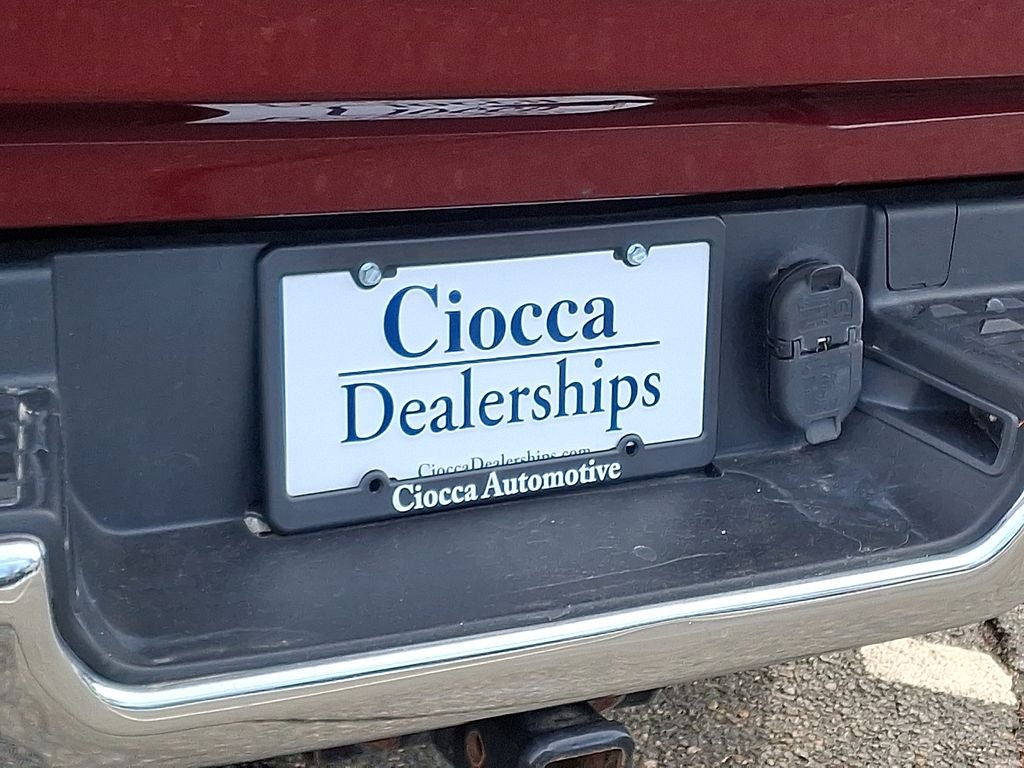 Ciocca
Dealerships
CioccaDealerships.com
Ciocca Automotive